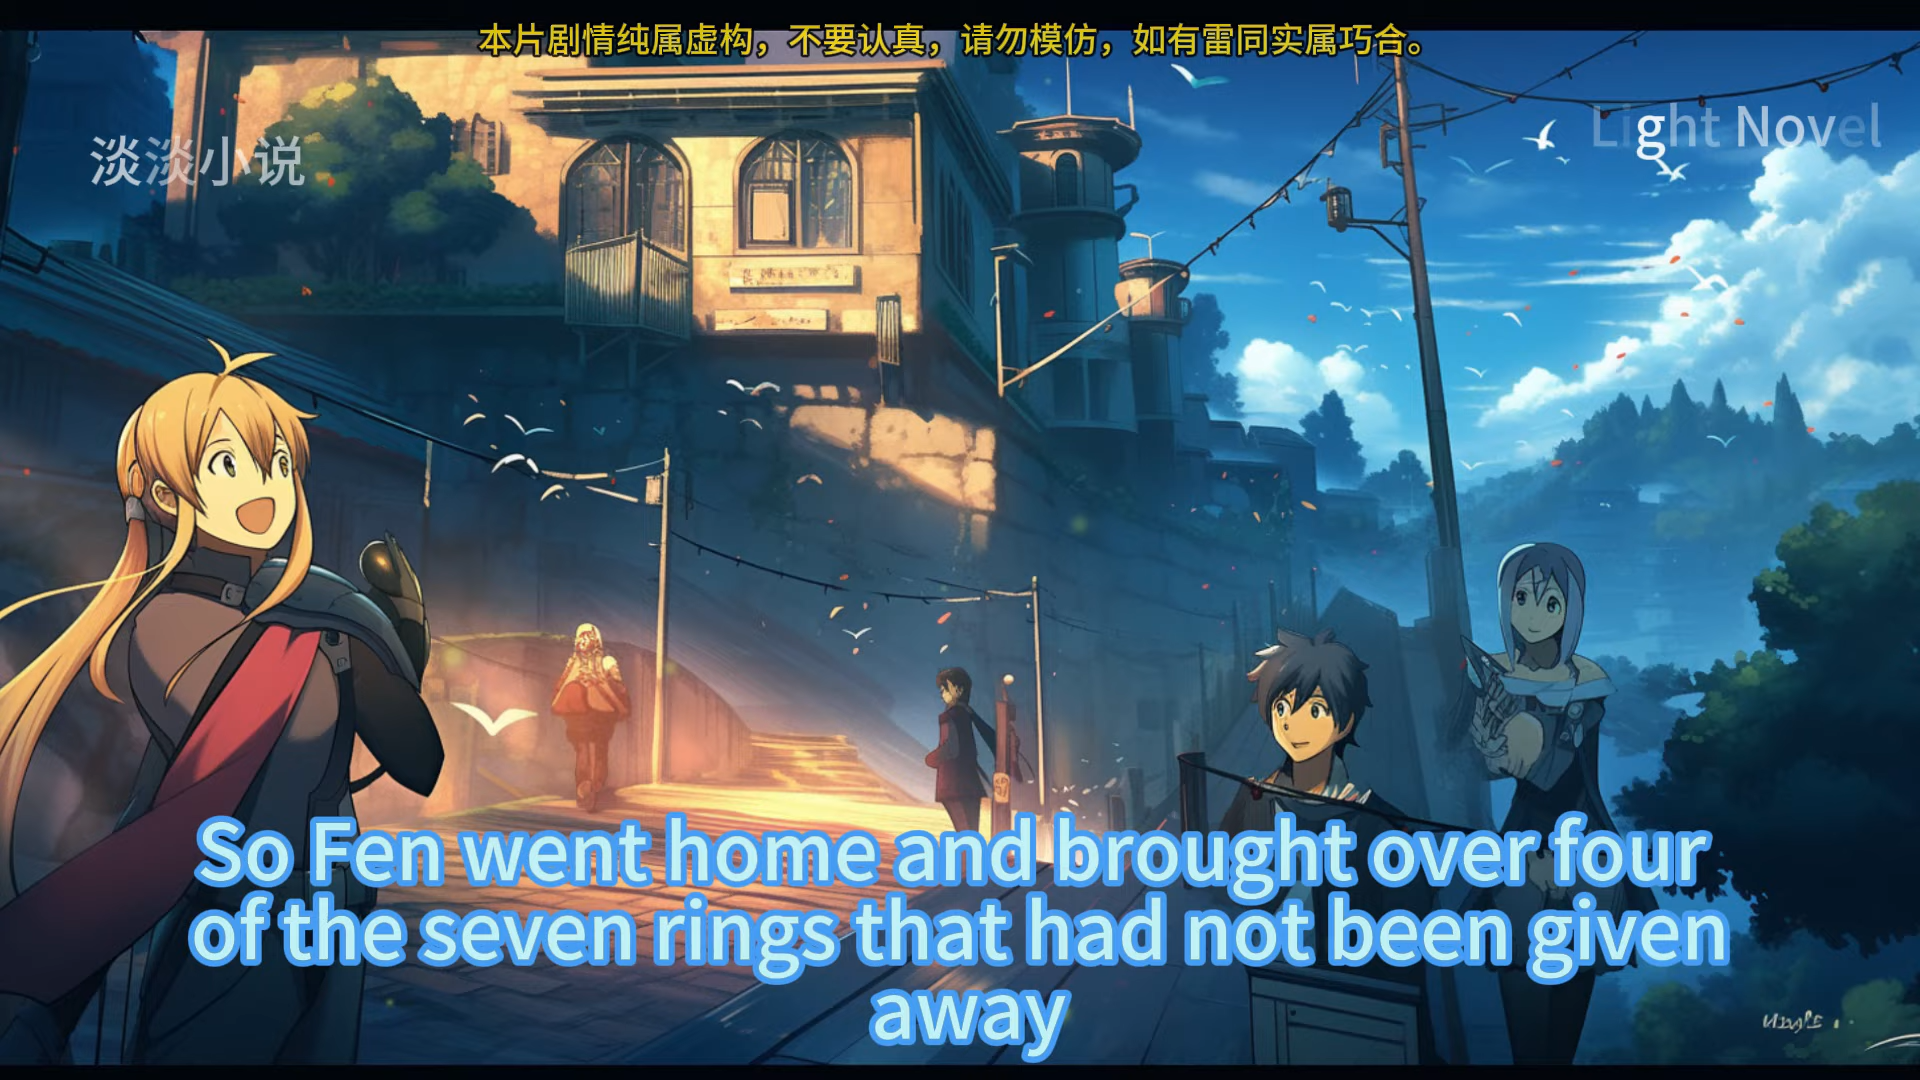 本片剧情纯属虚构，不要认真，请勿模仿，如有雷同实属巧合。
淡淡小说
Light Novel
So Fen went home and brought over four
of the seven rings that had not been given
away